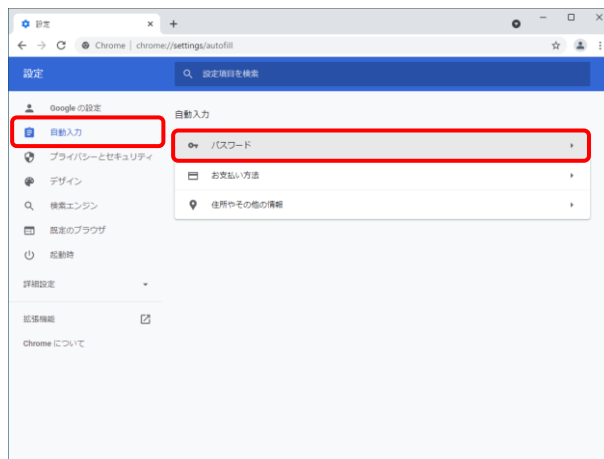 設定
Chrome | chrome://settings/autofill
設定
設定項目を検索
Google の設定
自動入力
プライバシーとセキュリティ
デザイン
検索エンジン
既定のブラウザ
起動時
詳細設定
拡張機能
Chrome について
自動入力
パスワード
お支払い方法
住所やその他の情報